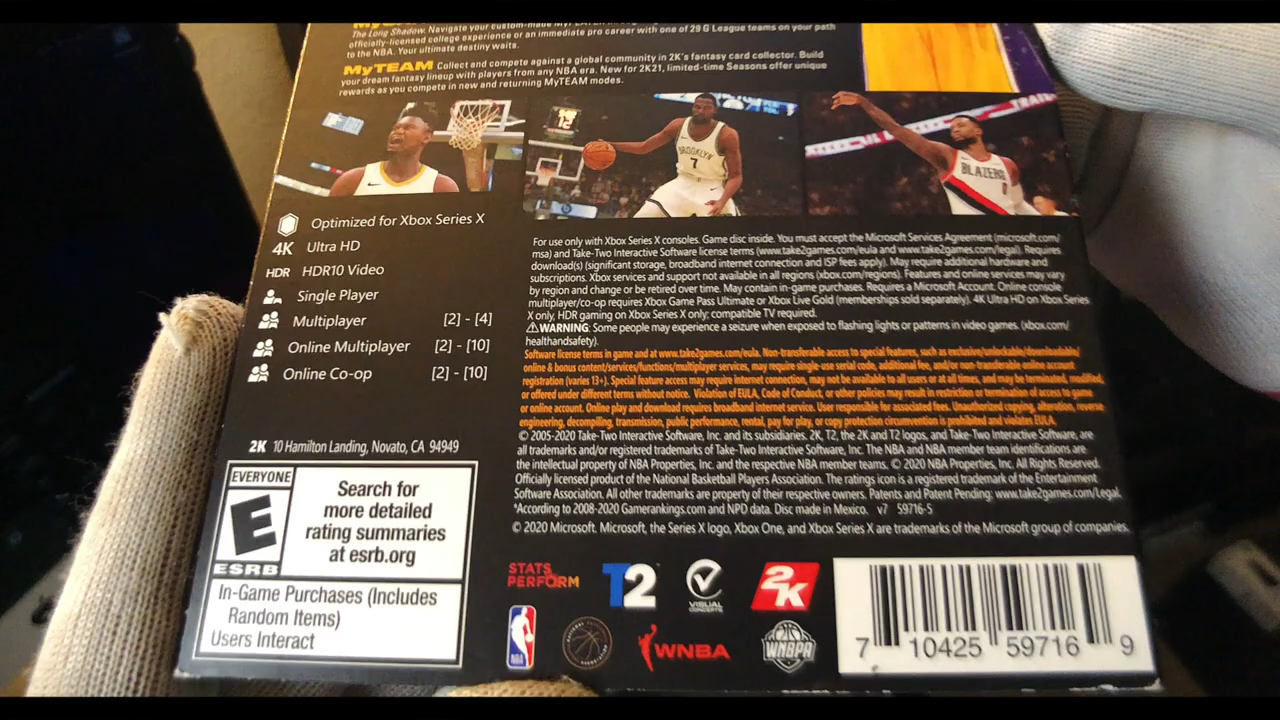 The Long Shadow. Navigate your custom-made MyPLAYER
officially-licensed college experience or an immediate pro career with one of 29 G League teams on your path
to the NBA. Your ultimate destiny waits.
MyTEAM Collect and compete against a global community in 2K's fantasy card collector. Build
your dream fantasy lineup with players from any NBA era. New for 2K21, limited-time Seasons offer unique
rewards as you compete in new and returning MyTEAM modes.
12
BROOKLYN
7
BLAZERS
0
Optimized for Xbox Series X
4K Ultra HD
HDR HDR10 Video
Single Player
Multiplayer [2] - [4]
Online Multiplayer [2] - [10]
Online Co-op [2] - [10]
2K 10 Hamilton Landing, Novato, CA 94949
EVERYONE
E
ESRB
Search for
more detailed
rating summaries
at esrb.org
In-Game Purchases (Includes
Random Items)
Users Interact
For use only with Xbox Series X consoles. Game disc inside. You must accept the Microsoft Services Agreement (microsoft.com/
msa) and Take-Two Interactive Software license terms (www.take2games.com/eula and www.take2games.com/legal). Requires
download(s) (significant storage, broadband internet connection and ISP fees apply). May require additional hardware and
subscriptions. Xbox services and support not available in all regions (xbox.com/regions). Features and online services may vary
by region and change or be retired over time. May contain in-game purchases. Requires a Microsoft Account. Online console
multiplayer/co-op requires Xbox Game Pass Ultimate or Xbox Live Gold (memberships sold separately). 4K Ultra HD on Xbox Series
X only, HDR gaming on Xbox Series X only; compatible TV required.
⚠WARNING: Some people may experience a seizure when exposed to flashing lights or patterns in video games. (xbox.com/
healthandsafety).
Software license terms in game and at www.take2games.com/eula. Non-transferable access to special features, such as exclusive/unlockable/downloadable/
online & bonus content/services/functions/multiplayer services, may require single-use serial code, additional fee, and/or non-transferable online account
registration (varies 13+). Special feature access may require internet connection, may not be available to all users or at all times, and may be terminated, modified,
or offered under different terms without notice. Violation of EULA, Code of Conduct, or other policies may result in restriction or termination of access to game
or online account. Online play and download requires broadband internet service. User responsible for associated fees. Unauthorized copying, alteration, reverse
engineering, decompiling, transmission, public performance, rental, pay for play, or copy protection circumvention is prohibited and violates EULA.
© 2005-2020 Take-Two Interactive Software, Inc. and its subsidiaries. 2K, T2, the 2K and T2 logos, and Take-Two Interactive Software, are
all trademarks and/or registered trademarks of Take-Two Interactive Software, Inc. The NBA and NBA member team identifications are
the intellectual property of NBA Properties, Inc. and the respective NBA member teams. © 2020 NBA Properties, Inc. All Rights Reserved.
Officially licensed product of the National Basketball Players Association. The ratings icon is a registered trademark of the Entertainment
Software Association. All other trademarks are property of their respective owners. Patents and Patent Pending: www.take2games.com/Legal.
*According to 2008-2020 Gamerankings.com and NPD data. Disc made in Mexico. v7 59716-5
© 2020 Microsoft. Microsoft, the Series X logo, Xbox One, and Xbox Series X are trademarks of the Microsoft group of companies.
STATS
PERFORM
T2
VISUAL
CONCEPTS
2K
NBA
WNBA
WNBPA
7 10425 59716 9